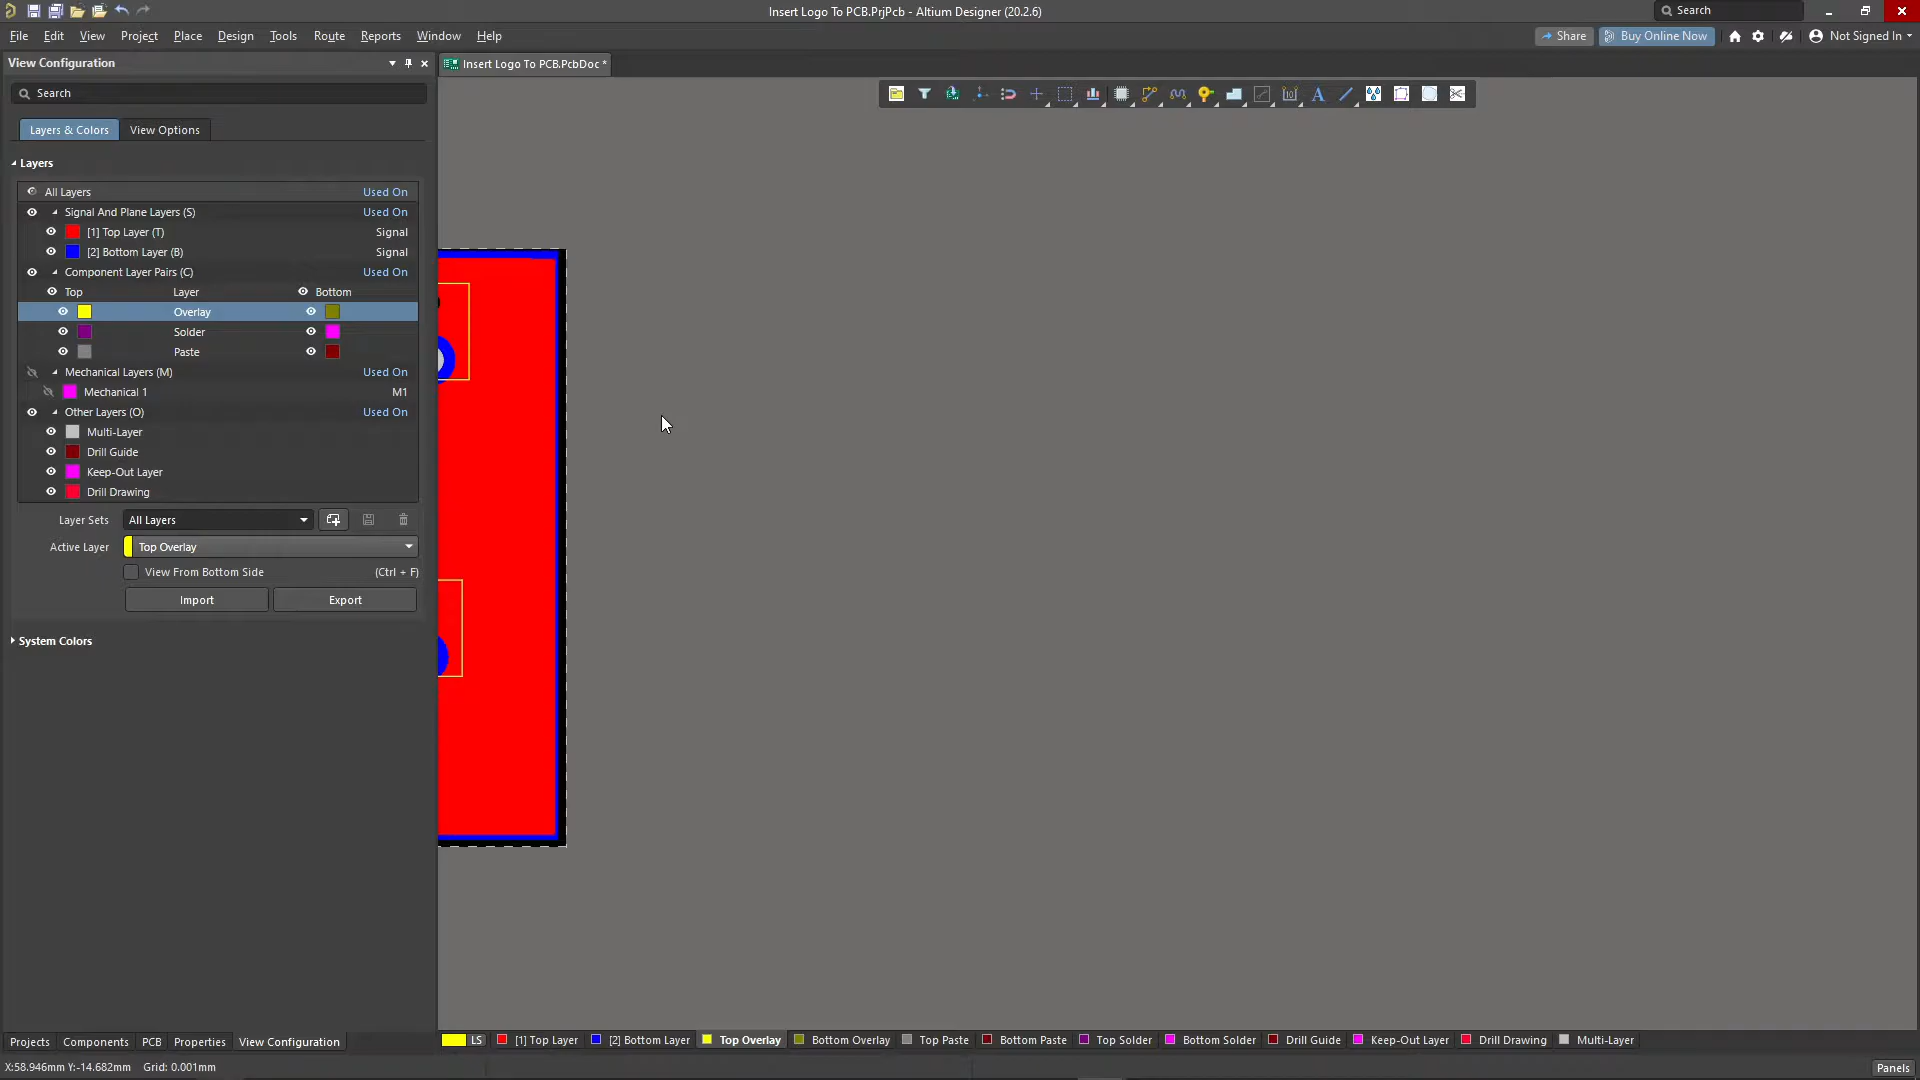 Insert Logo To PCB.PrjPcb - Altium Designer (20.2.6)
Search
File Edit View Project Place Design Tools Route Reports Window Help
Share Buy Online Now Not Signed In
View Configuration
Insert Logo To PCB.PcbDoc *
Search
Layers & Colors View Options
Layers
All Layers Used On
Signal And Plane Layers (S) Used On
[1] Top Layer (T) Signal
[2] Bottom Layer (B) Signal
Component Layer Pairs (C) Used On
Top Layer Bottom
Overlay
Solder
Paste
Mechanical Layers (M) Used On
Mechanical 1 M1
Other Layers (O) Used On
Multi-Layer
Drill Guide
Keep-Out Layer
Drill Drawing
Layer Sets All Layers
Active Layer Top Overlay
View From Bottom Side (Ctrl + F)
Import Export
System Colors
Projects Components PCB Properties View Configuration
LS [1] Top Layer [2] Bottom Layer Top Overlay Bottom Overlay Top Paste Bottom Paste Top Solder Bottom Solder Drill Guide Keep-Out Layer Drill Drawing Multi-Layer
X:58.946mm Y:-14.682mm Grid: 0.001mm
Panels